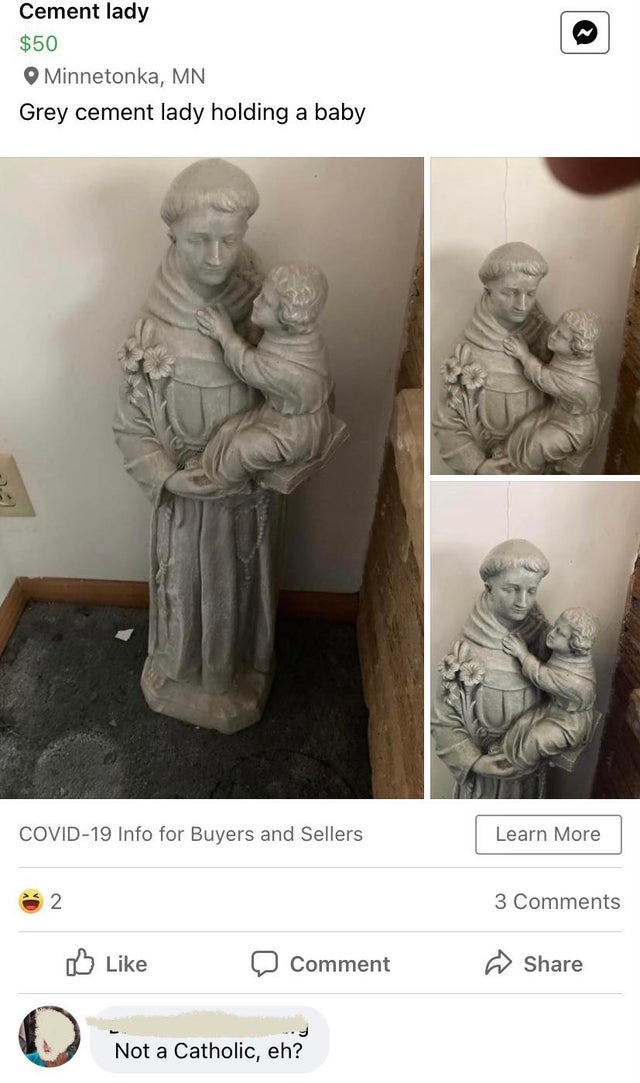 Cement lady
$50
Minnetonka, MN
Grey cement lady holding a baby
COVID-19 Info for Buyers and Sellers
Learn More
2
3 Comments
Like
Comment
Share
Not a Catholic, eh?